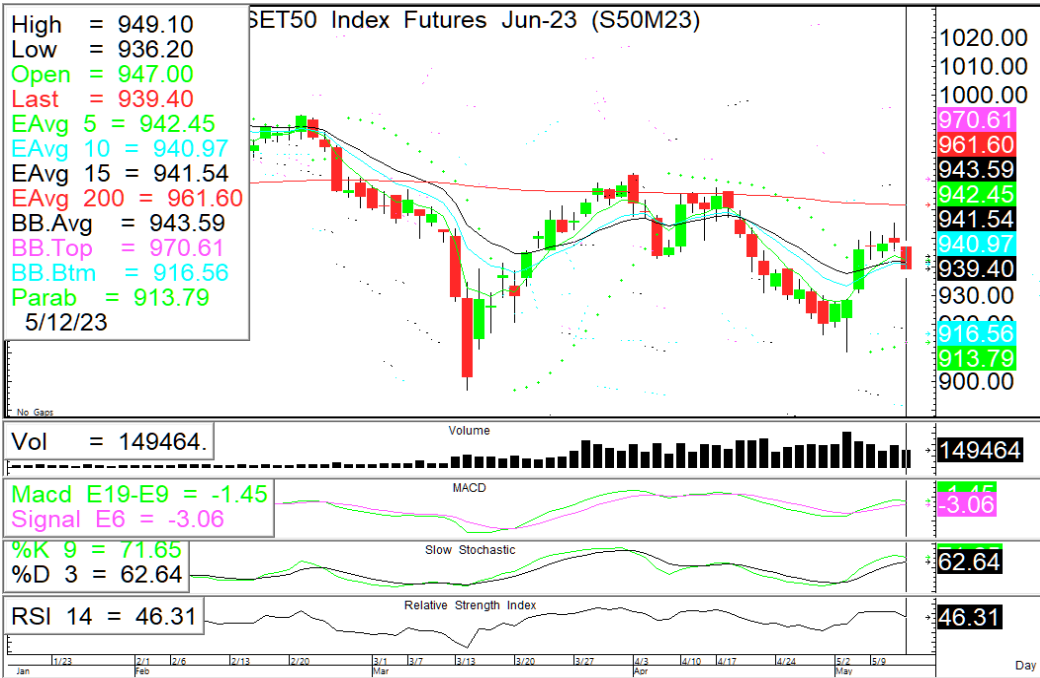 SET50 Index Futures Jun-23 (S50M23)
High = 949.10
Low = 936.20
Open = 947.00
Last = 939.40
EAvg 5 = 942.45
EAvg 10 = 940.97
EAvg 15 = 941.54
EAvg 200 = 961.60
BB.Avg = 943.59
BB.Top = 970.61
BB.Btm = 916.56
Parab = 913.79
5/12/23
No Gaps
1020.00
1010.00
1000.00
970.61
961.60
943.59
942.45
941.54
940.97
939.40
930.00
916.56
913.79
900.00
Volume
Vol = 149464.
149464
MACD
Macd E19-E9 = -1.45
Signal E6 = -3.06
-1.45
-3.06
Slow Stochastic
%K 9 = 71.65
%D 3 = 62.64
62.64
Relative Strength Index
RSI 14 = 46.31
46.31
1/23 2/1 2/6 2/13 2/20 3/1 3/7 3/13 3/20 3/27 4/3 4/10 4/17 4/24 5/2 5/9
Jan Feb Mar Apr May Day